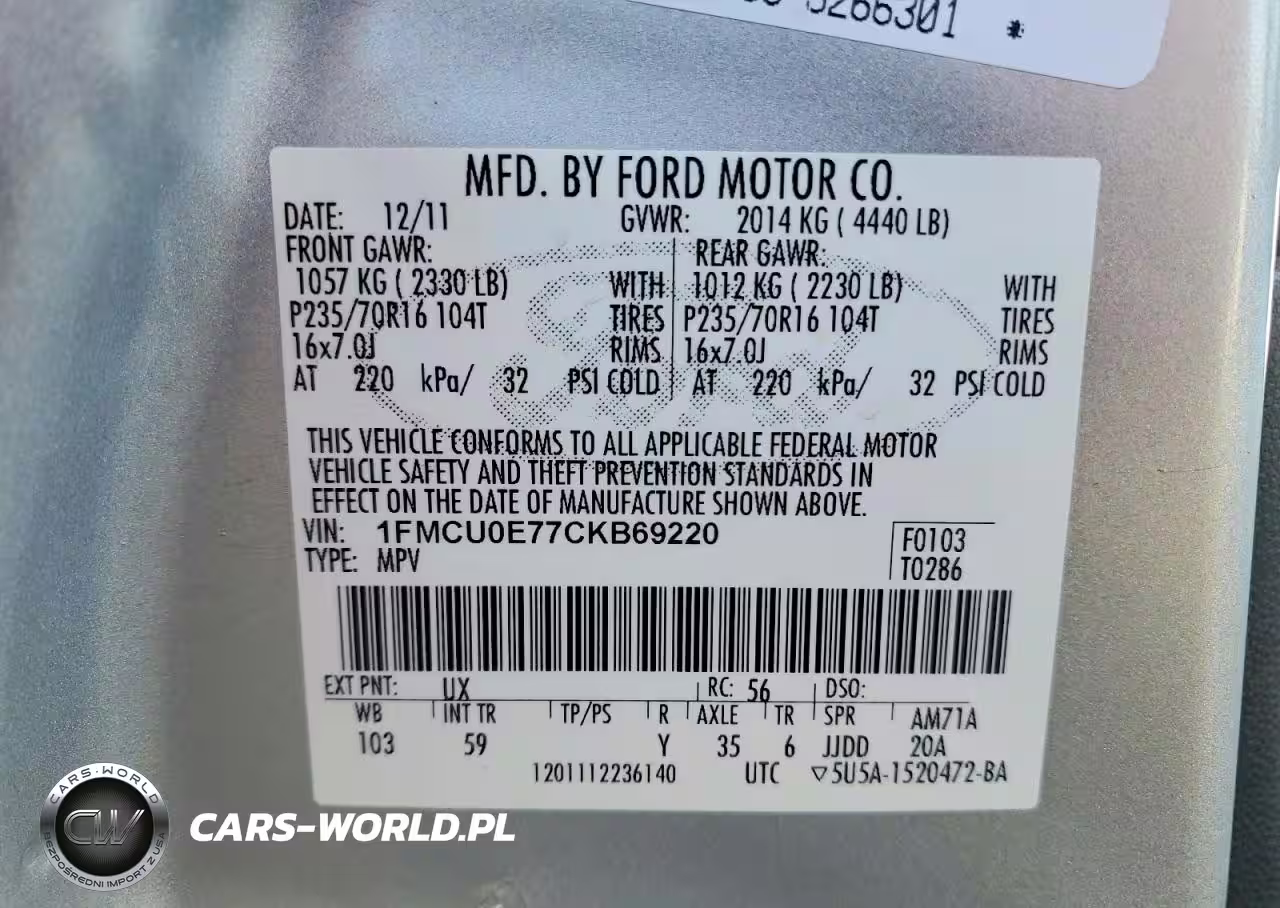 5266301 *
MFD. BY FORD MOTOR CO.
DATE: 12/11 GVWR: 2014 KG ( 4440 LB)
FRONT GAWR: REAR GAWR:
1057 KG ( 2330 LB) WITH 1012 KG ( 2230 LB) WITH
P235/70R16 104T TIRES P235/70R16 104T TIRES
16x7.0J RIMS 16x7.0J RIMS
AT 220 kPa/ 32 PSI COLD AT 220 kPa/ 32 PSI COLD
THIS VEHICLE CONFORMS TO ALL APPLICABLE FEDERAL MOTOR
VEHICLE SAFETY AND THEFT PREVENTION STANDARDS IN
EFFECT ON THE DATE OF MANUFACTURE SHOWN ABOVE.
VIN: 1FMCU0E77CKB69220 F0103
TYPE: MPV T0286
EXT PNT: UX RC: 56 DSO:
WB INT TR TP/PS R AXLE TR SPR AM71A
103 59 Y 35 6 JJDD 20A
1201112236140 UTC ▽5U5A-1520472-BA
CARS-WORLD
CW
BEZPOŚREDNI IMPORT Z USA
CARS-WORLD.PL